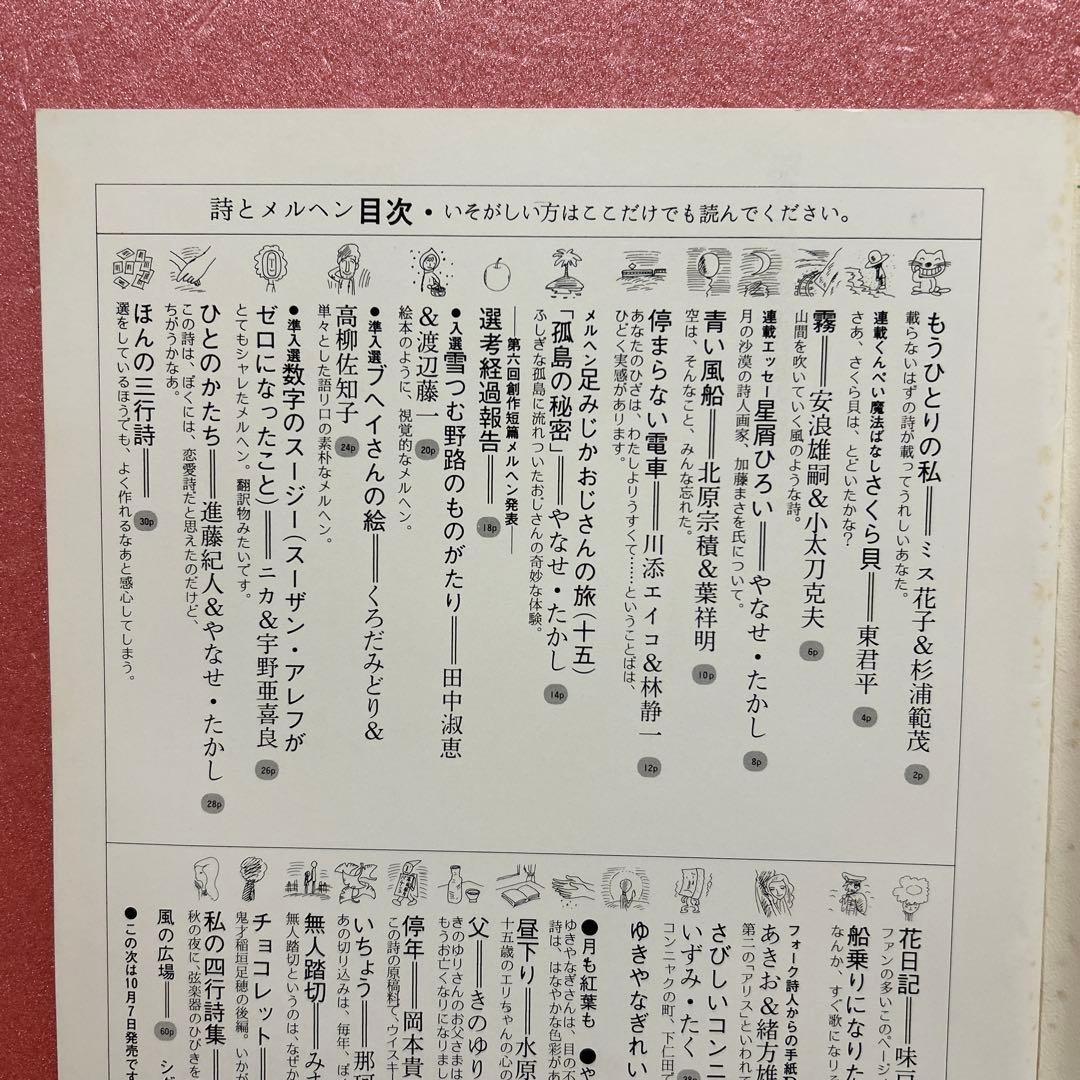 詩とメルヘン目次・いそがしい方はここだけでも読んでください。
もうひとりの私══ミス花子&杉浦範茂 2p
載らないはずの詩が載ってうれしいあなた。
連載くんぺい魔法ばなしさくら貝══東君平 4p
さあ、さくら貝は、とどいたかな?
霧══安浪雄嗣&小太刀克夫 6p
山間を吹いていく風のような詩。
連載エッセー星屑ひろい══やなせ・たかし 8p
月の沙漠の詩人画家、加藤まさを氏について。
青い風船══北原宗積&葉祥明 10p
空は、そんなこと、みんな忘れた。
停まらない電車══川添エイコ&林静一 12p
あなたのひざは、わたしよりうすくて……ということばは、
ひどく実感があります。
メルヘン足みじかおじさんの旅(十五)
「孤島の秘密」══やなせ・たかし 14p
ふしぎな孤島に流れついたおじさんの奇妙な体験。
──第六回創作短篇メルヘン発表──
選考経過報告══ 18p
●入選雪つむ野路のものがたり══田中淑恵
&渡辺藤一 20p
絵本のように、視覚的なメルヘン。
●準入選ブヘイさんの絵══くろだみどり&
高柳佐知子 24p
単々とした語り口の素朴なメルヘン。
●準入選数字のスージー(スーザン・アレフが
ゼロになったこと)══ニカ&宇野亜喜良 26p
とてもシャレたメルヘン。翻訳物みたいです。
ひとのかたち══進藤紀人&やなせ・たかし 28p
この詩は、ぼくには、恋愛詩だと思えたのだけど、
ちがうかなあ。
ほんの三行詩══ 30p
選をしているほうでも、よく作れるなあと感心してしまう。
花日記══味戸
ファンの多いこのページ
船乗りになりた
なんか、すぐ歌になりそ
フォーク詩人からの手紙
あきお&緒方雄
第二の「アリス」といわれて
さびしいコンニ
いずみ・たく 38p
コンニャクの町、下仁田で
ゆきやなぎれい
●月も紅葉も ●や
ゆきやなぎさんは、目の不
詩は、はなやかな色彩があ
昼下り══水原
十五歳のエリちゃんの心の
父══きのゆり
きのゆりさんのお父さまは
もうお亡くなりになりまし
停年══岡本貴
この詩の原稿料で、ウイスキー
いちょう══那珂
あの切り込みは、毎年、ぼく
無人踏切══みす
無人踏切というのは、なぜか
チョコレット══
鬼才稲垣足穂の後編。いかが
私の四行詩集══
秋の夜に、弦楽器のひびきを
風の広場══ 60p シグ
●この次は10月7日発売です